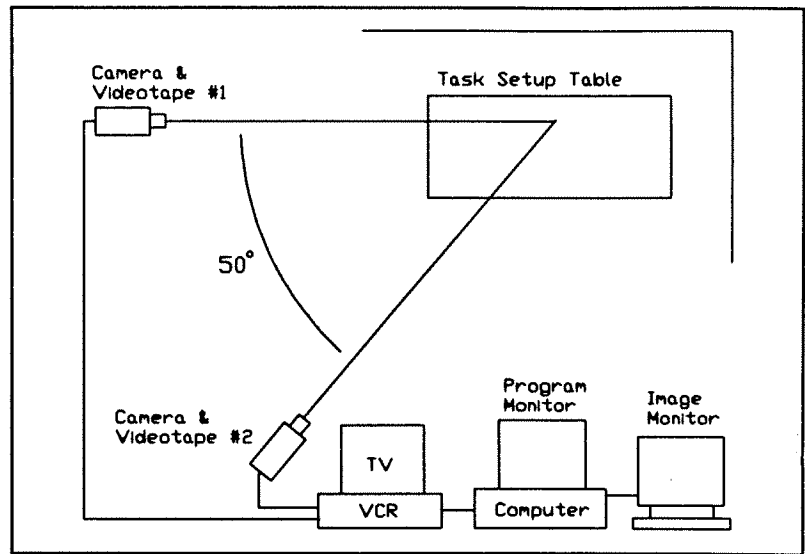 Camera &
Videotape #1
Task Setup Table
50°
Camera &
Videotape #2
Program
Monitor
Image
Monitor
TV
VCR
Computer